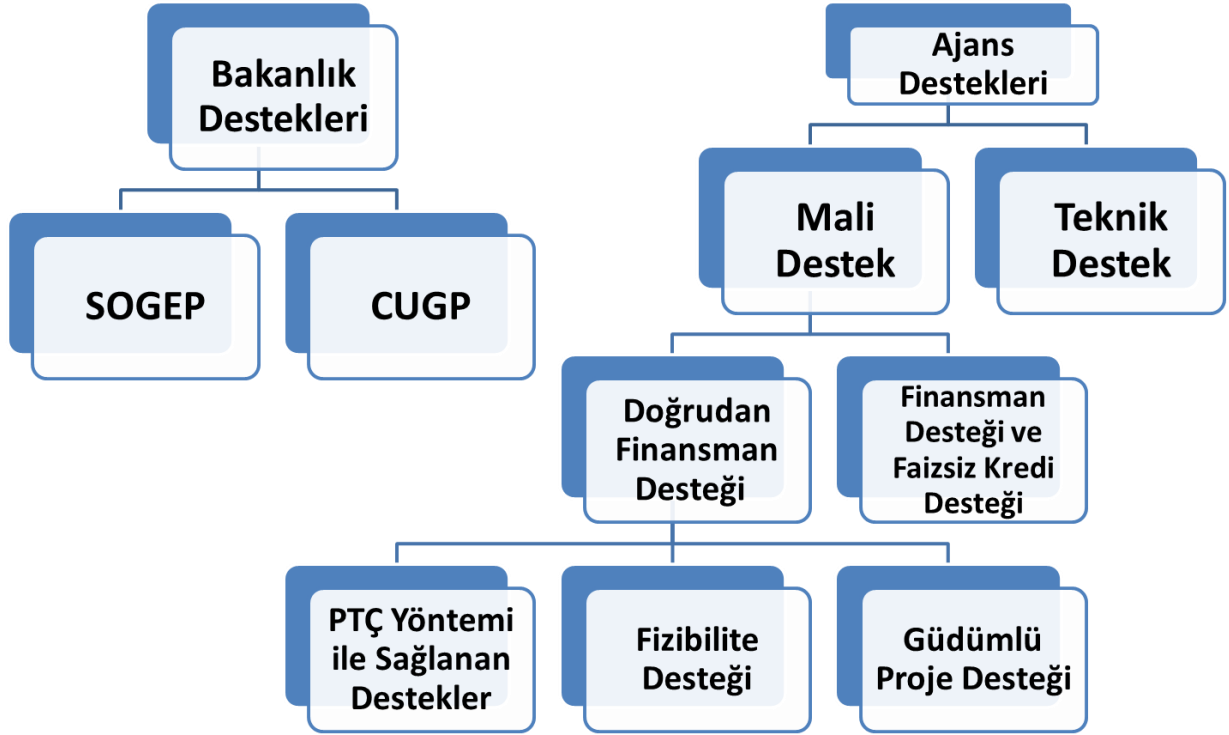 Bakanlık
Destekleri
SOGEP
CUGP
Ajans
Destekleri
Mali
Destek
Teknik
Destek
Doğrudan
Finansman
Desteği
Finansman
Desteği ve
Faizsiz Kredi
Desteği
PTÇ Yöntemi
ile Sağlanan
Destekler
Fizibilite
Desteği
Güdümlü
Proje Desteği